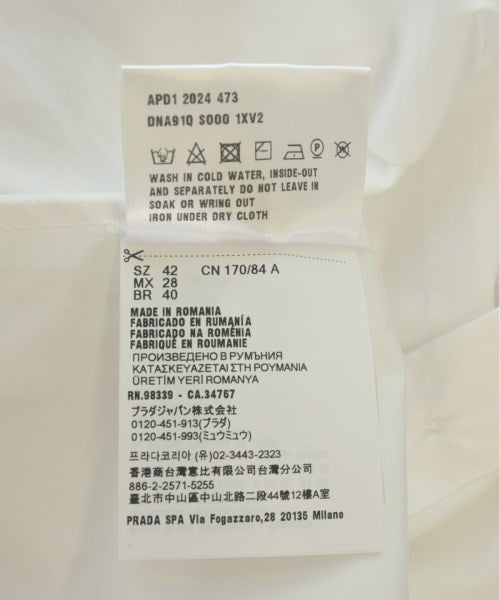 APD1 2024 473
DNA91Q S000 1XV2
P
WASH IN COLD WATER, INSIDE-OUT
AND SEPARATELY DO NOT LEAVE IN
SOAK OR WRING OUT
IRON UNDER DRY CLOTH
SZ 42 CN 170/84 A
MX 28
BR 40
MADE IN ROMANIA
FABRICADO EN RUMANÍA
FABRICADO NA ROMÊNIA
FABRIQUÉ EN ROUMANIE
ПРОИЗВЕДЕНО В РУМЪНИЯ
ΚΑΤΑΣΚΕΥΑΖΕΤΑΙ ΣΤΗ ΡΟΥΜΑΝΙΑ
ÜRETİM YERİ ROMANYA
RN.98339 - CA.34767
プラダジャパン株式会社
0120-451-913(プラダ)
0120-451-993(ミュウミュウ)
프라다코리아 (유)02-3443-2323
香港商台灣意比有限公司台灣分公司
886-2-2571-5255
臺北市中山區中山北路二段44號12樓A室
PRADA SPA Via Fogazzaro,28 20135 Milano